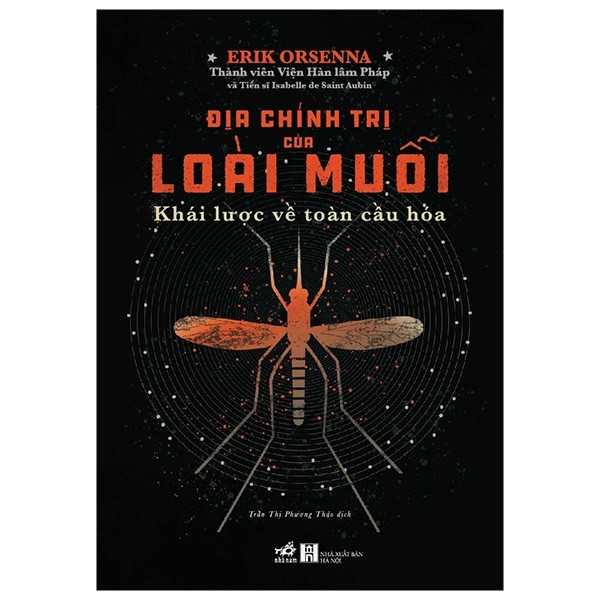 ERIK ORSENNA
Thành viên Viện Hàn lâm Pháp
và Tiến sĩ Isabelle de Saint Aubin
ĐỊA CHÍNH TRỊ
CỦA
LOÀI MUỖI
Khái lược về toàn cầu hóa
Trần Thị Phương Thảo dịch
nhã nam
NHÀ XUẤT BẢN
HÀ NỘI